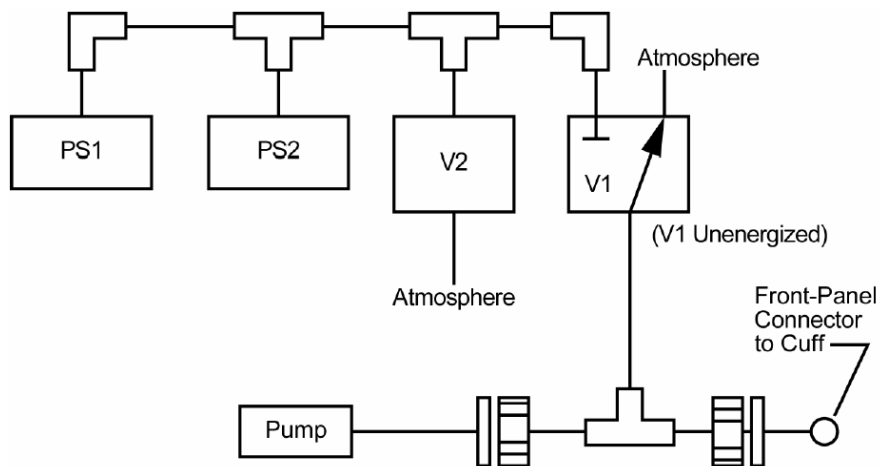 Atmosphere
PS1
PS2
V2
V1
(V1 Unenergized)
Atmosphere
Front-Panel
Connector
to Cuff
Pump